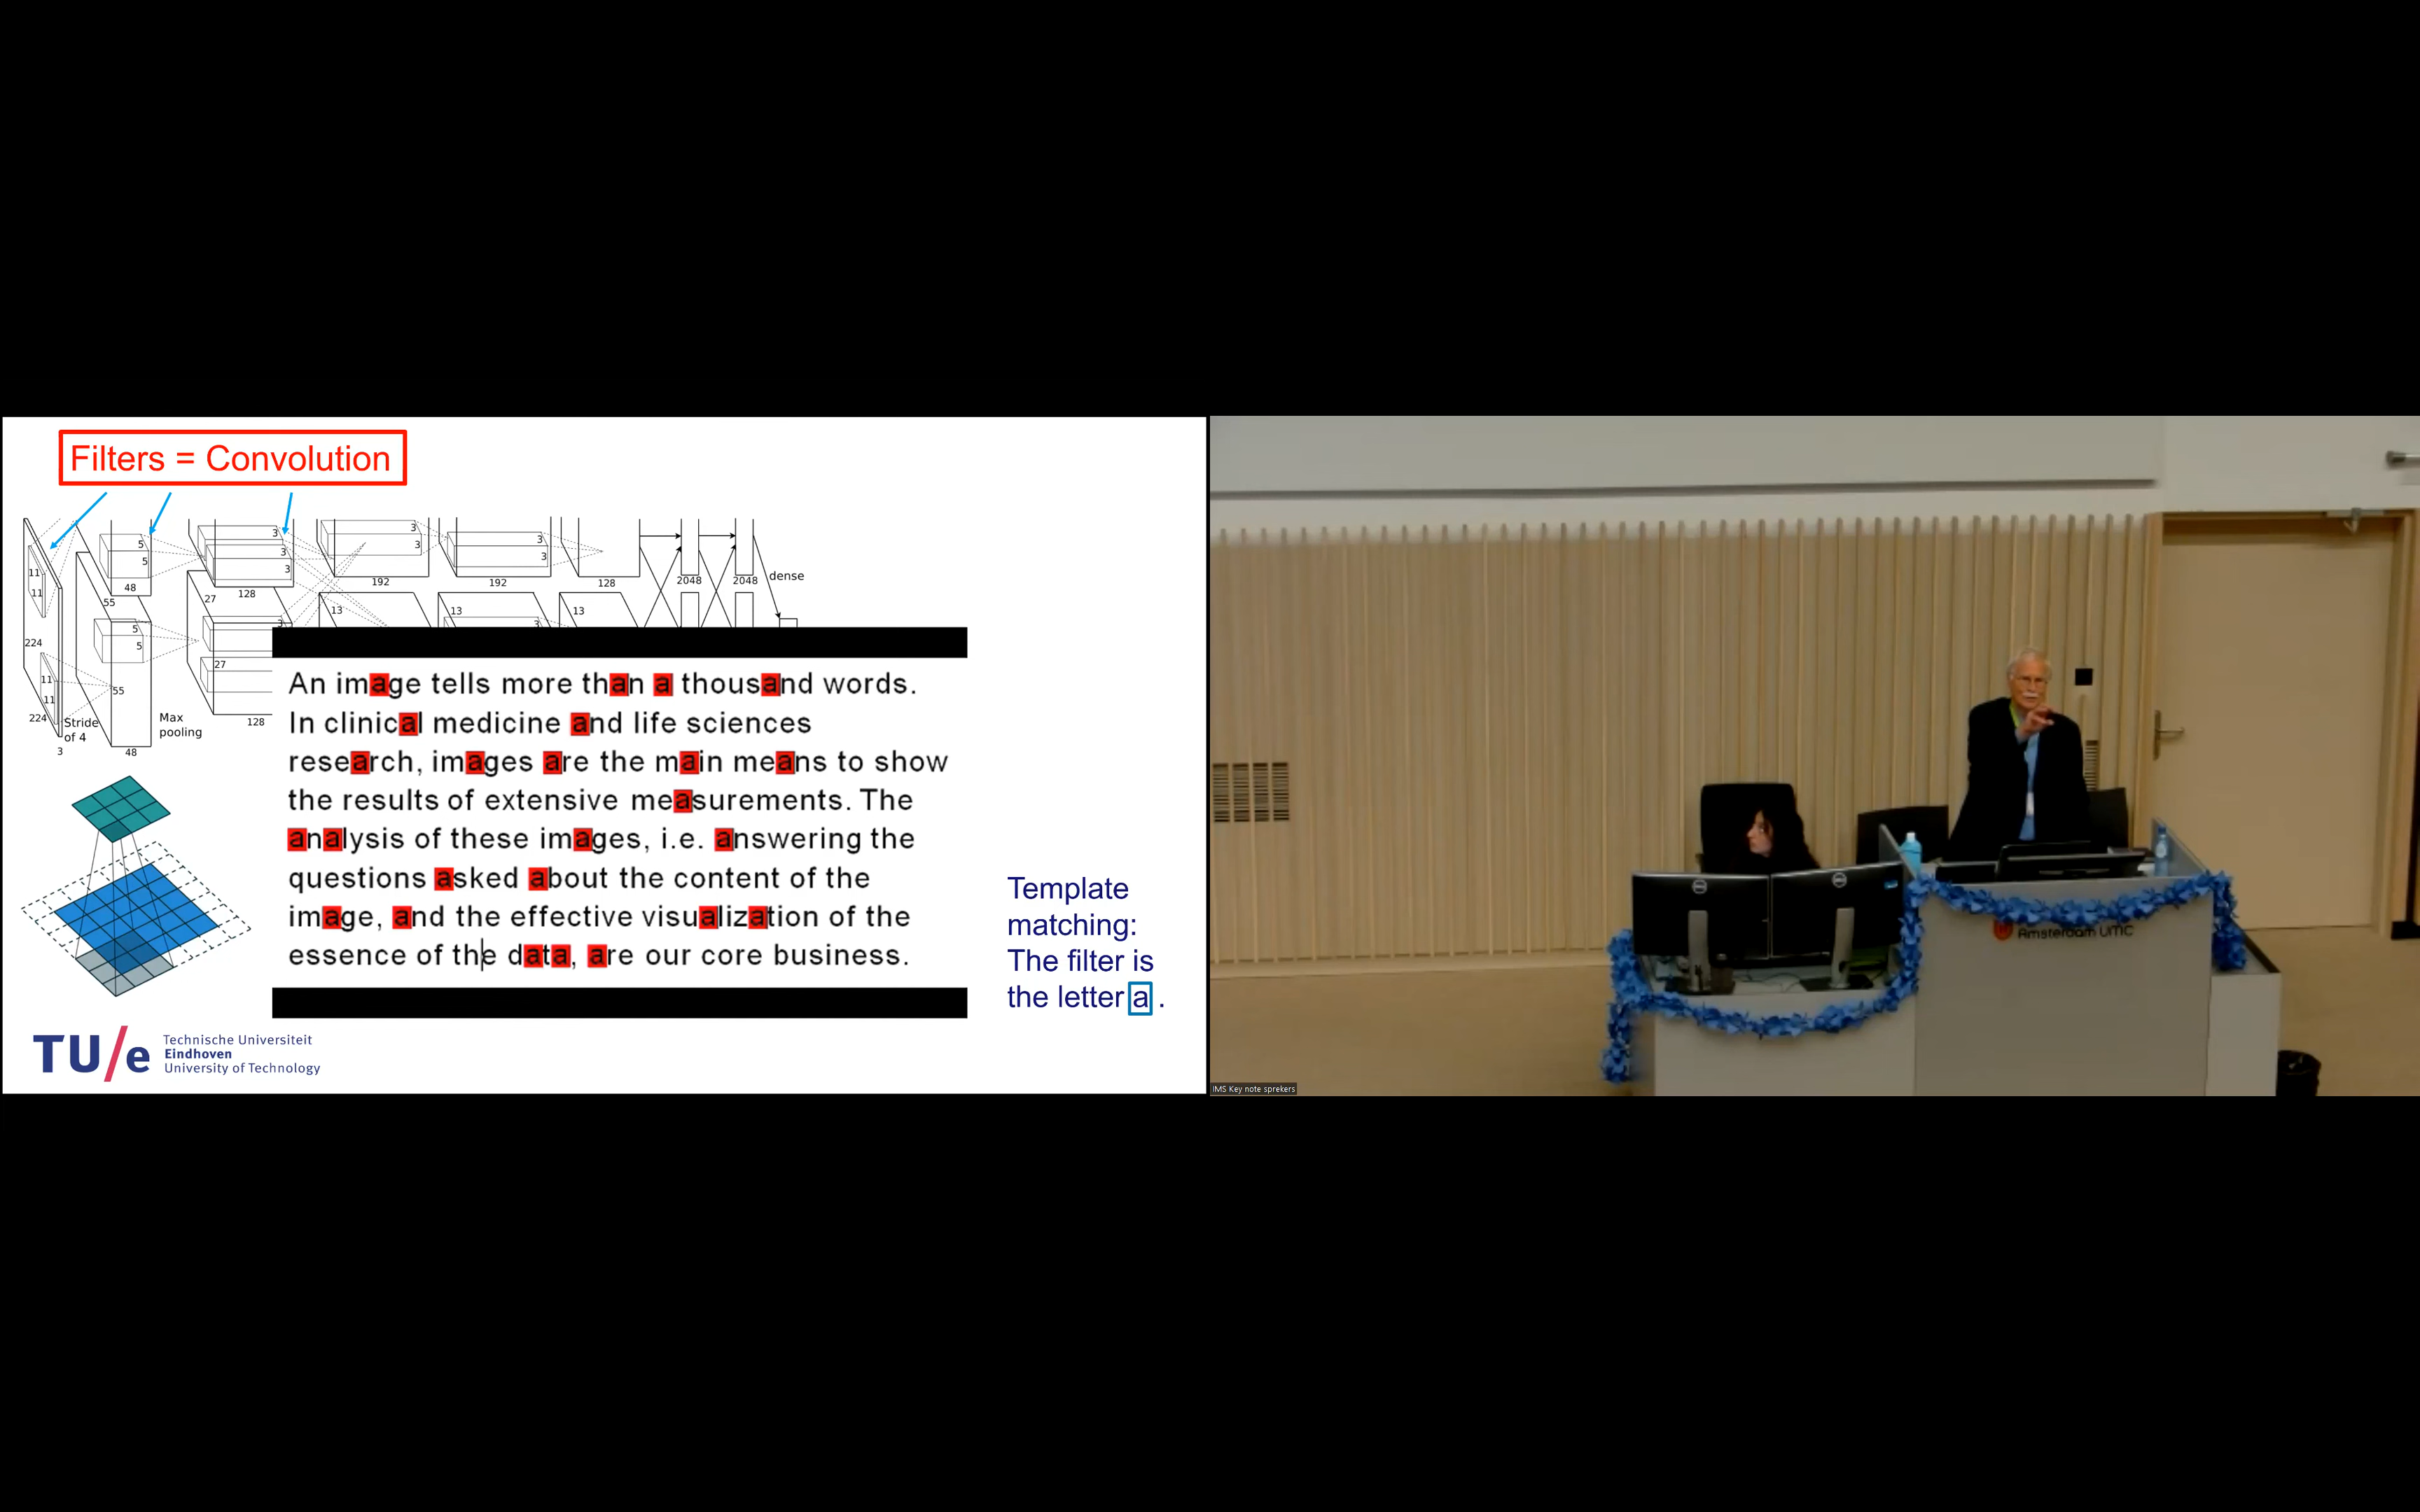 Filters = Convolution
11
11
224
11
11
224
3
Stride
of 4
5
5
48
55
5
5
55
48
Max
pooling
3
3
3
128
27
27
3
128
3
3
192
13
3
3
192
13
3
128
13
2048
2048
dense
An image tells more than a thousand words.
In clinical medicine and life sciences
research, images are the main means to show
the results of extensive measurements. The
analysis of these images, i.e. answering the
questions asked about the content of the
image, and the effective visualization of the
essence of the data, are our core business.
Template
matching:
The filter is
the letter a .
TU/e
Technische Universiteit
Eindhoven
University of Technology
Amsterdam UMC
IMS Key note sprekers